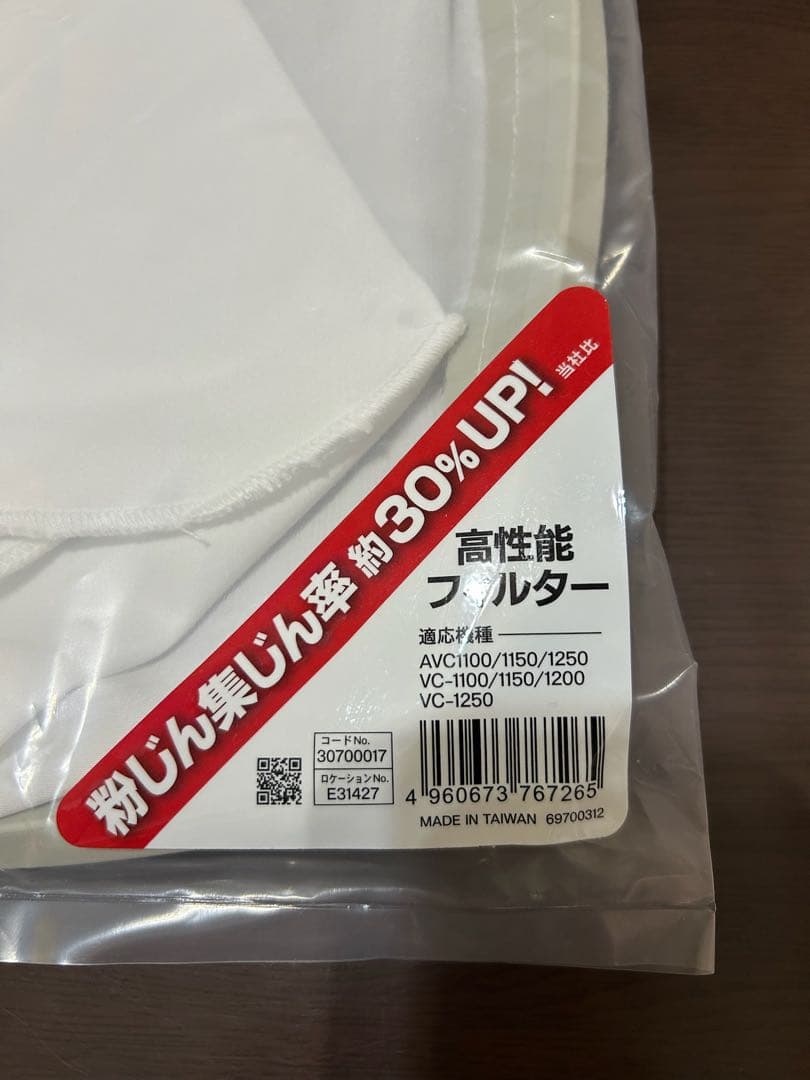 粉じん集じん率 約30%UP! 当社比
高性能
フィルター
適応機種
AVC1100/1150/1250
VC-1100/1150/1200
VC-1250
コードNo.
30700017
ロケーションNo.
E31427
4 960673 767265
MADE IN TAIWAN 69700312